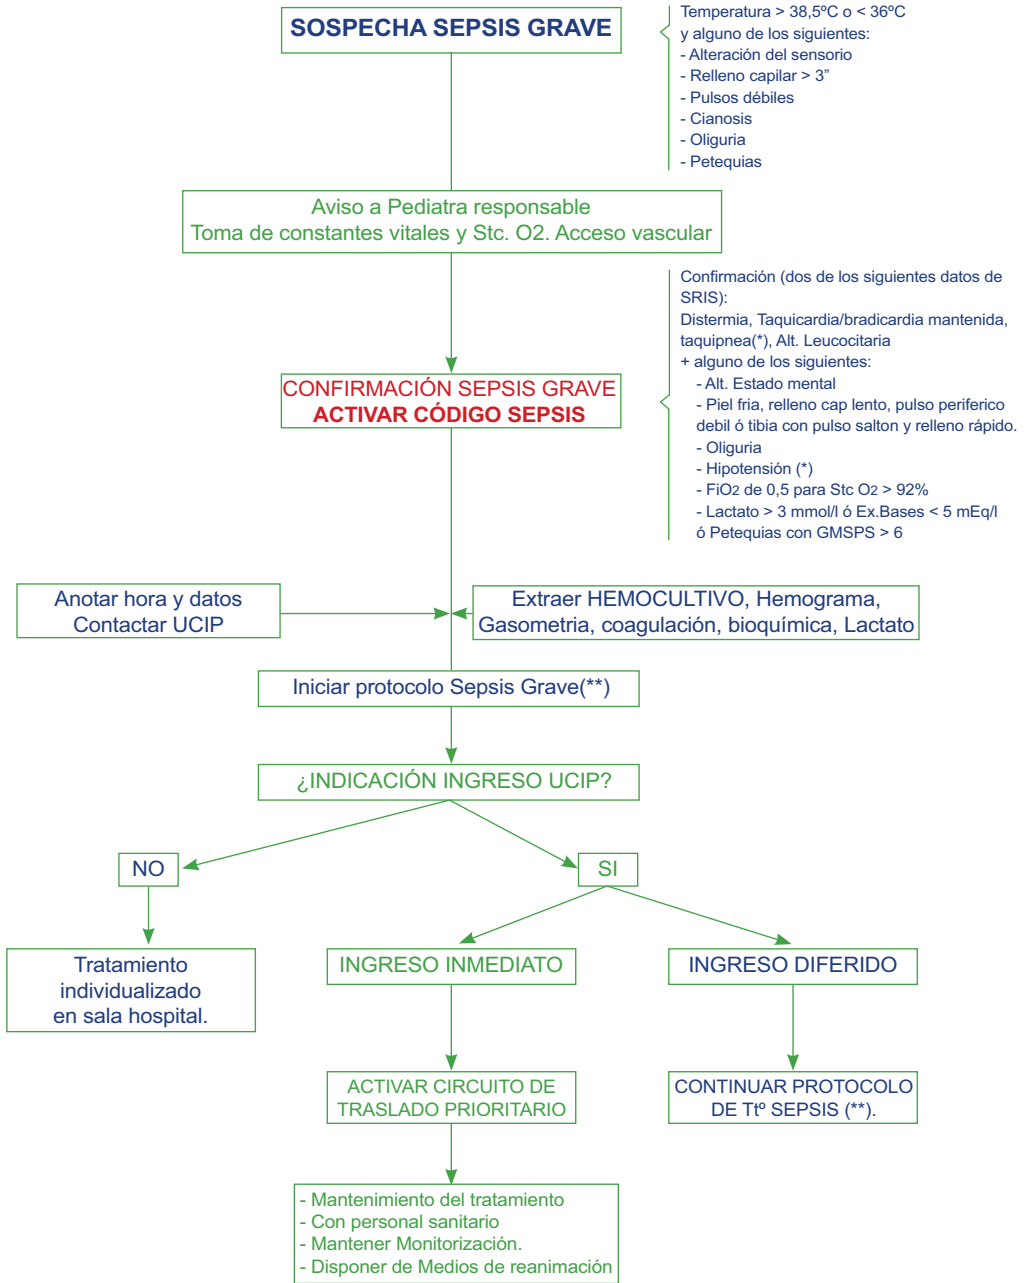 SOSPECHA SEPSIS GRAVE
Temperatura > 38,5ºC o < 36ºC
y alguno de los siguientes:
- Alteración del sensorio
- Relleno capilar > 3”
- Pulsos débiles
- Cianosis
- Oliguria
- Petequias
Aviso a Pediatra responsable
Toma de constantes vitales y Stc. O2. Acceso vascular
Confirmación (dos de los siguientes datos de
SRIS):
Distermia, Taquicardia/bradicardia mantenida,
taquipnea(*), Alt. Leucocitaria
+ alguno de los siguientes:
- Alt. Estado mental
- Piel fria, relleno cap lento, pulso periferico
debil ó tibia con pulso salton y relleno rápido.
- Oliguria
- Hipotensión (*)
- FiO2 de 0,5 para Stc O2 > 92%
- Lactato > 3 mmol/l ó Ex.Bases < 5 mEq/l
ó Petequias con GMSPS > 6
CONFIRMACIÓN SEPSIS GRAVE
ACTIVAR CÓDIGO SEPSIS
Anotar hora y datos
Contactar UCIP
Extraer HEMOCULTIVO, Hemograma,
Gasometria, coagulación, bioquímica, Lactato
Iniciar protocolo Sepsis Grave(**)
¿INDICACIÓN INGRESO UCIP?
NO
SI
Tratamiento
individualizado
en sala hospital.
INGRESO INMEDIATO
INGRESO DIFERIDO
ACTIVAR CIRCUITO DE
TRASLADO PRIORITARIO
CONTINUAR PROTOCOLO
DE Ttº SEPSIS (**).
- Mantenimiento del tratamiento
- Con personal sanitario
- Mantener Monitorización.
- Disponer de Medios de reanimación